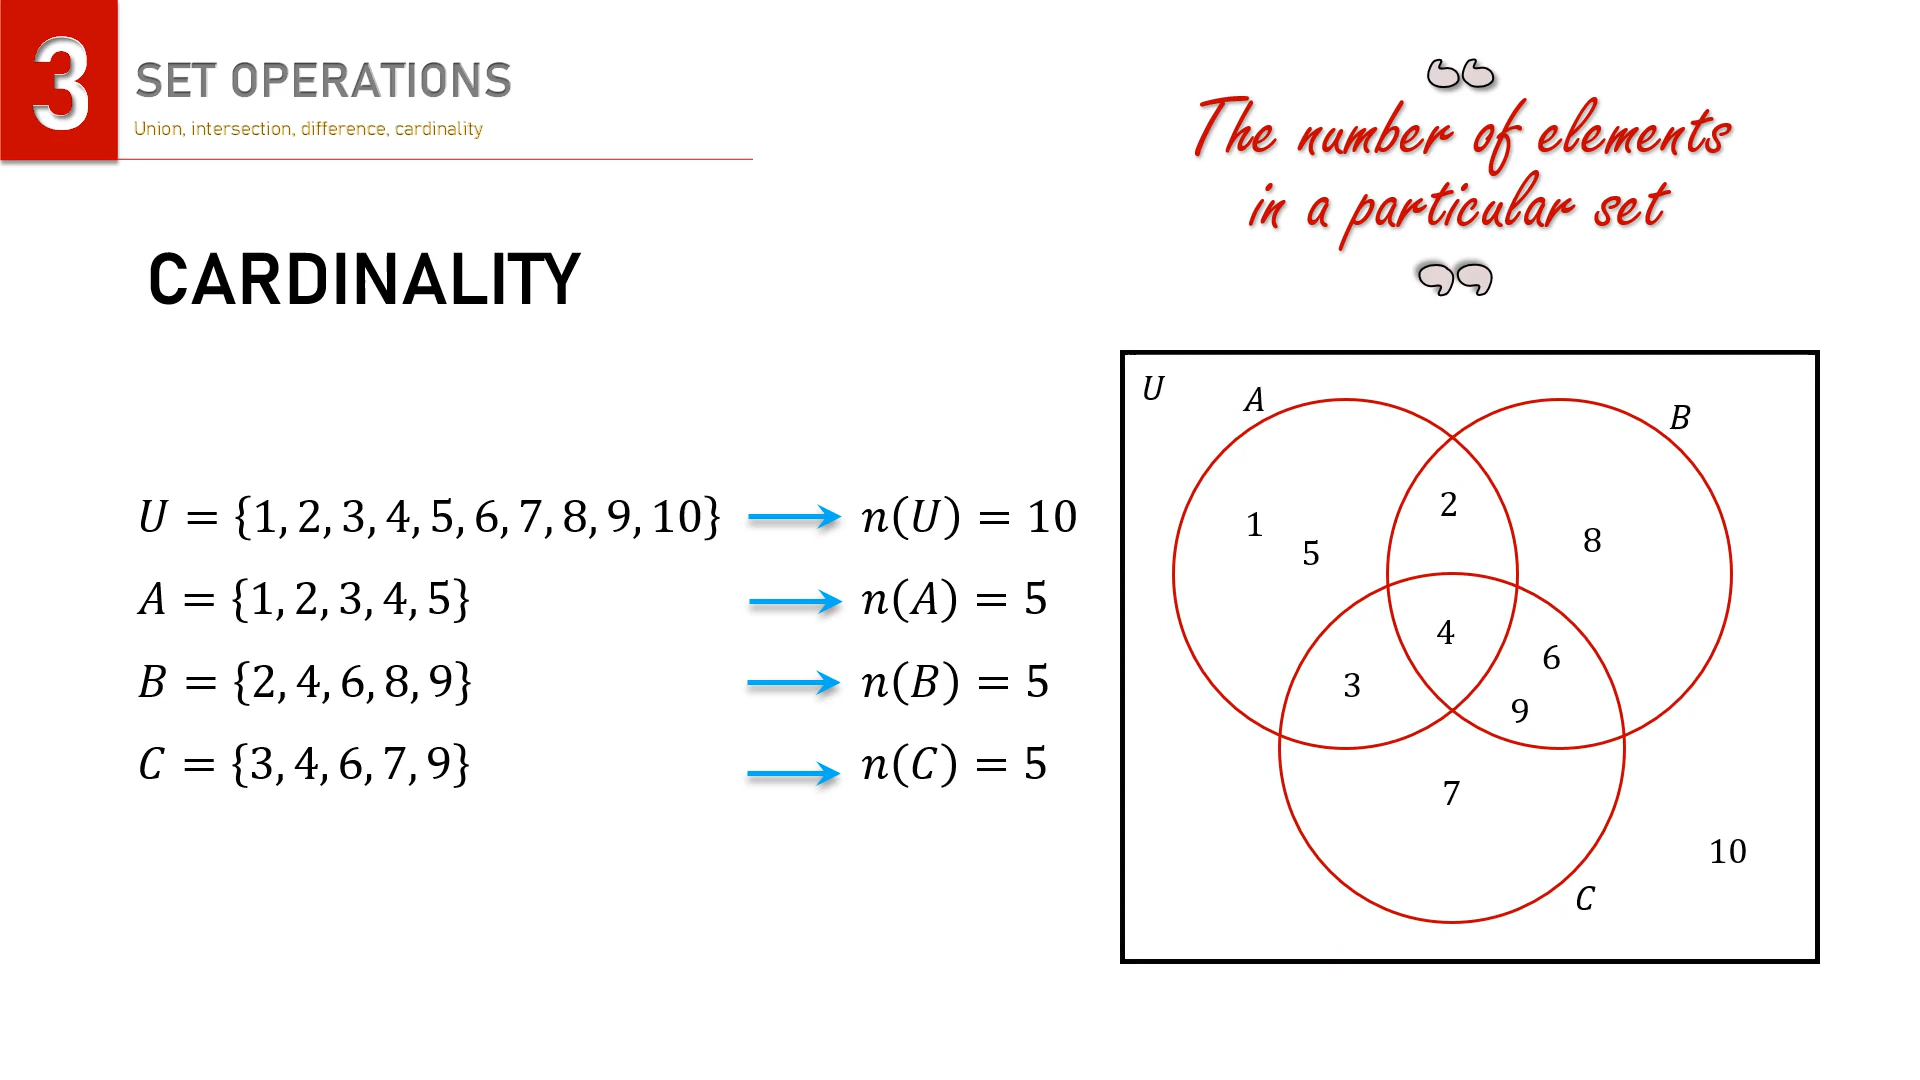 3
SET OPERATIONS
Union, intersection, difference, cardinality
“
The number of elements
in a particular set
”
CARDINALITY
U = {1, 2, 3, 4, 5, 6, 7, 8, 9, 10} → n(U) = 10
A = {1, 2, 3, 4, 5} → n(A) = 5
B = {2, 4, 6, 8, 9} → n(B) = 5
C = {3, 4, 6, 7, 9} → n(C) = 5
U
A
B
2
1
8
5
4
6
3
9
7
10
C